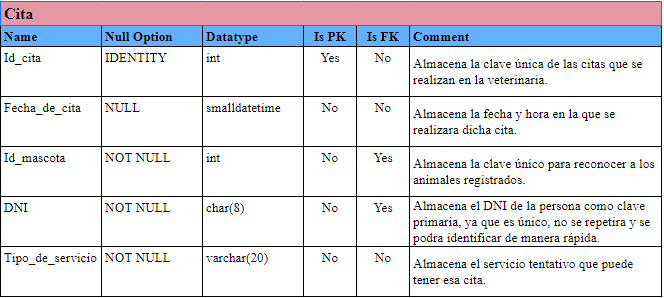 Cita
Name Null Option Datatype Is PK Is FK Comment
Id_cita IDENTITY int Yes No Almacena la clave única de las citas que se
realizan en la veterinaria.
Fecha_de_cita NULL smalldatetime No No Almacena la fecha y hora en la que se
realizara dicha cita.
Id_mascota NOT NULL int No Yes Almacena la clave único para reconocer a los
animales registrados.
DNI NOT NULL char(8) No Yes Almacena el DNI de la persona como clave
primaria, ya que es único, no se repetira y se
podra identificar de manera rápida.
Tipo_de_servicio NOT NULL varchar(20) No No Almacena el servicio tentativo que puede
tener esa cita.